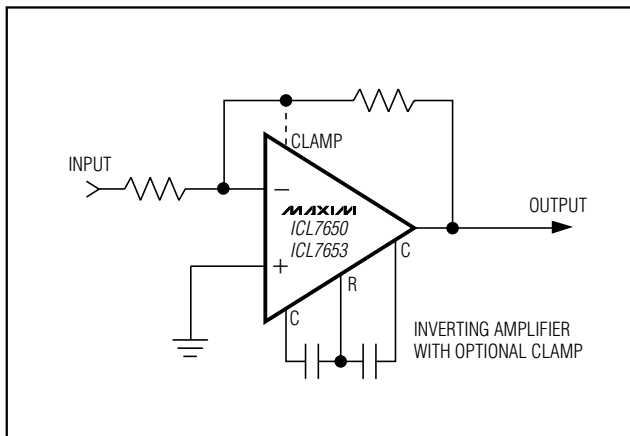 CLAMP
INPUT
−
MAXIM
ICL7650
ICL7653
OUTPUT
+
C
R
C
INVERTING AMPLIFIER
WITH OPTIONAL CLAMP